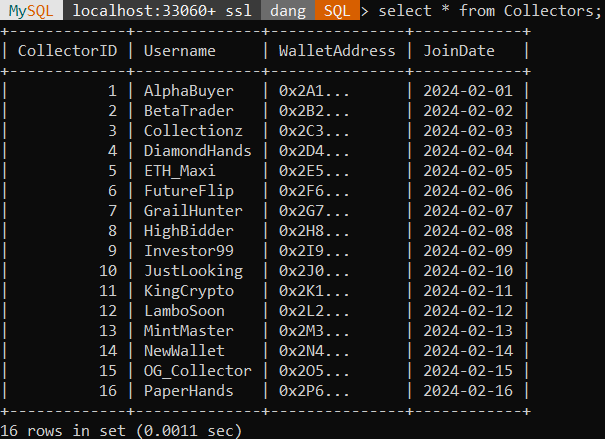 MySQL localhost:33060+ ssl dang SQL > select * from Collectors;
+-------------+--------------+---------------+------------+
| CollectorID | Username     | WalletAddress | JoinDate   |
+-------------+--------------+---------------+------------+
|           1 | AlphaBuyer   | 0x2A1...      | 2024-02-01 |
|           2 | BetaTrader   | 0x2B2...      | 2024-02-02 |
|           3 | Collectionz  | 0x2C3...      | 2024-02-03 |
|           4 | DiamondHands | 0x2D4...      | 2024-02-04 |
|           5 | ETH_Maxi     | 0x2E5...      | 2024-02-05 |
|           6 | FutureFlip   | 0x2F6...      | 2024-02-06 |
|           7 | GrailHunter  | 0x2G7...      | 2024-02-07 |
|           8 | HighBidder   | 0x2H8...      | 2024-02-08 |
|           9 | Investor99   | 0x2I9...      | 2024-02-09 |
|          10 | JustLooking  | 0x2J0...      | 2024-02-10 |
|          11 | KingCrypto   | 0x2K1...      | 2024-02-11 |
|          12 | LamboSoon    | 0x2L2...      | 2024-02-12 |
|          13 | MintMaster   | 0x2M3...      | 2024-02-13 |
|          14 | NewWallet    | 0x2N4...      | 2024-02-14 |
|          15 | OG_Collector | 0x2O5...      | 2024-02-15 |
|          16 | PaperHands   | 0x2P6...      | 2024-02-16 |
+-------------+--------------+---------------+------------+
16 rows in set (0.0011 sec)